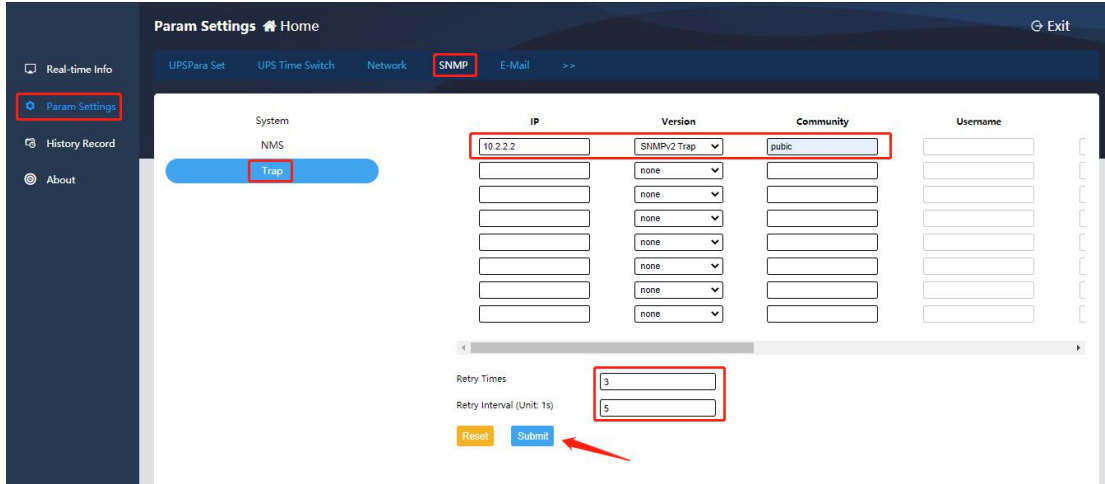 Param Settings Home Exit
Real-time Info
Param Settings
History Record
About
UPSPara Set UPS Time Switch Network SNMP E-Mail >>
System
NMS
Trap
IP Version Community Username
10.2.2.2 SNMPv2 Trap pubic
none
none
none
none
none
none
none
Retry Times 3
Retry Interval (Unit: 1s) 5
Reset Submit